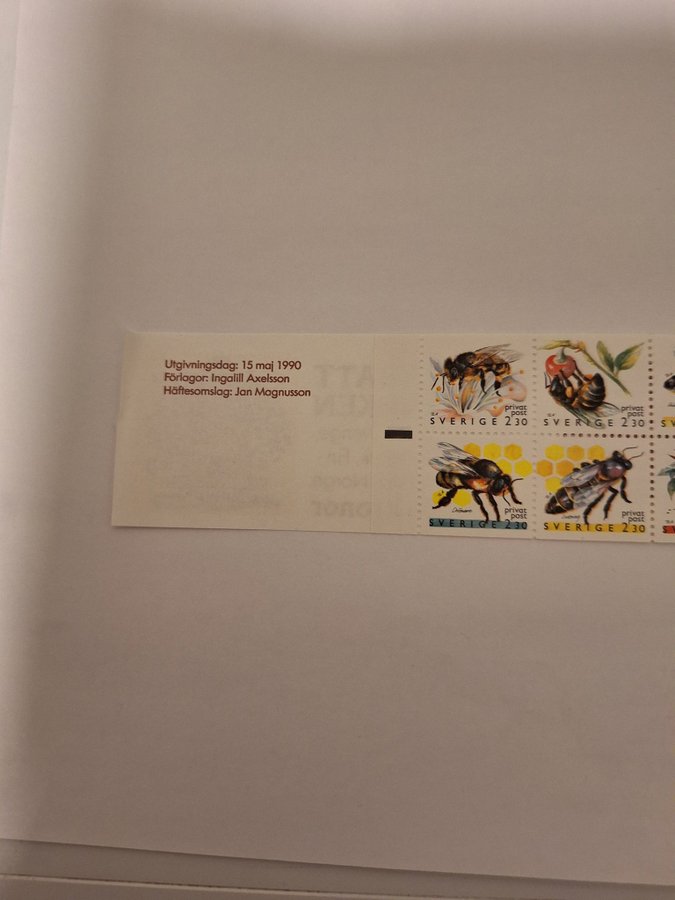 Utgivningsdag: 15 maj 1990
Förlagor: Ingalill Axelsson
Häftesomslag: Jan Magnusson
privat
post
SVERIGE 2 30
privat
post
SVERIGE 2 30
privat
post
SVERIGE 2 30
privat
post
SVERIGE 2 30